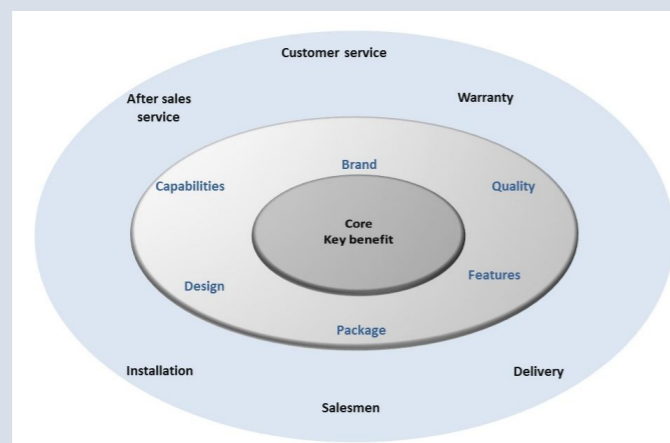 Customer service
After sales
service
Warranty
Brand
Capabilities
Quality
Core
Key benefit
Features
Design
Package
Installation
Delivery
Salesmen